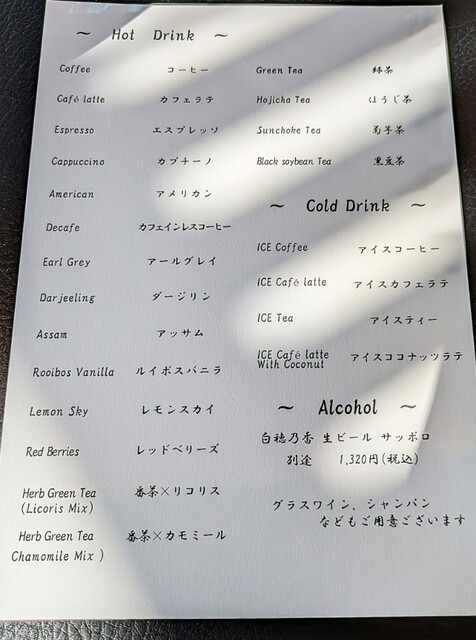 ~ Hot Drink ~
Coffee コーヒー
Café latte カフェラテ
Espresso エスプレッソ
Cappuccino カプチーノ
American アメリカン
Decafe カフェインレスコーヒー
Earl Grey アールグレイ
Darjeeling ダージリン
Assam アッサム
Rooibos Vanilla ルイボスバニラ
Lemon Sky レモンスカイ
Red Berries レッドベリーズ
Herb Green Tea 番茶×リコリス
(Licoris Mix)
Herb Green Tea 番茶×カモミール
Chamomile Mix )
Green Tea 緑茶
Hojicha Tea ほうじ茶
Sunchoke Tea 菊芋茶
Black soybean Tea 黒豆茶
~ Cold Drink ~
ICE Coffee アイスコーヒー
ICE Café latte アイスカフェラテ
ICE Tea アイスティー
ICE Café latte アイスココナッツラテ
With Coconut
~ Alcohol ~
白穂乃香 生ビール サッポロ
別途 1,320円(税込)
グラスワイン、シャンパン
などもご用意ございます